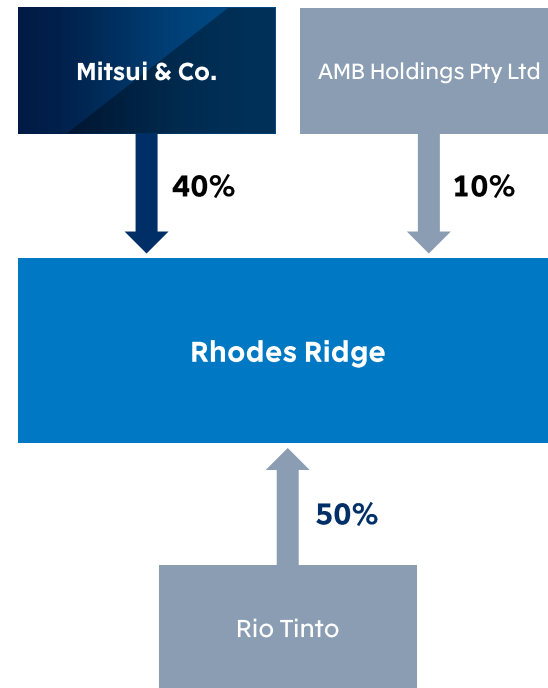 Mitsui & Co.
AMB Holdings Pty Ltd
40%
10%
Rhodes Ridge
50%
Rio Tinto